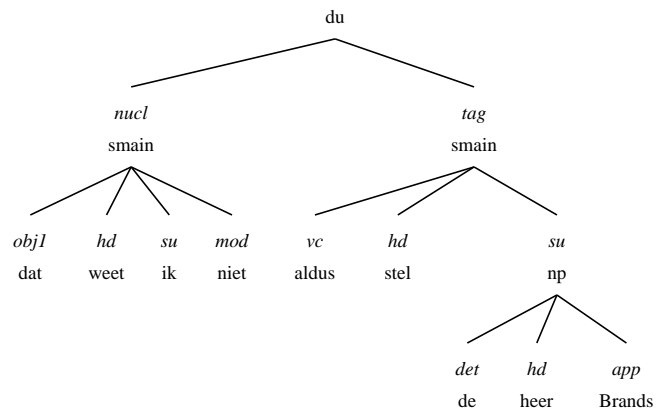 du
nucl tag
smain smain
obj1 hd su mod vc hd su
dat weet ik niet aldus stel np
det hd app
de heer Brands